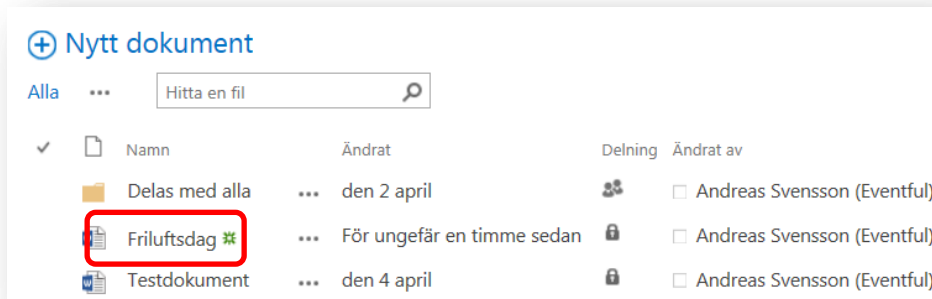 Nytt dokument
Alla ... Hitta en fil
Namn Ändrat Delning Ändrat av
Delas med alla ... den 2 april Andreas Svensson (Eventful)
Friluftsdag ... För ungefär en timme sedan Andreas Svensson (Eventful)
Testdokument ... den 4 april Andreas Svensson (Eventful)